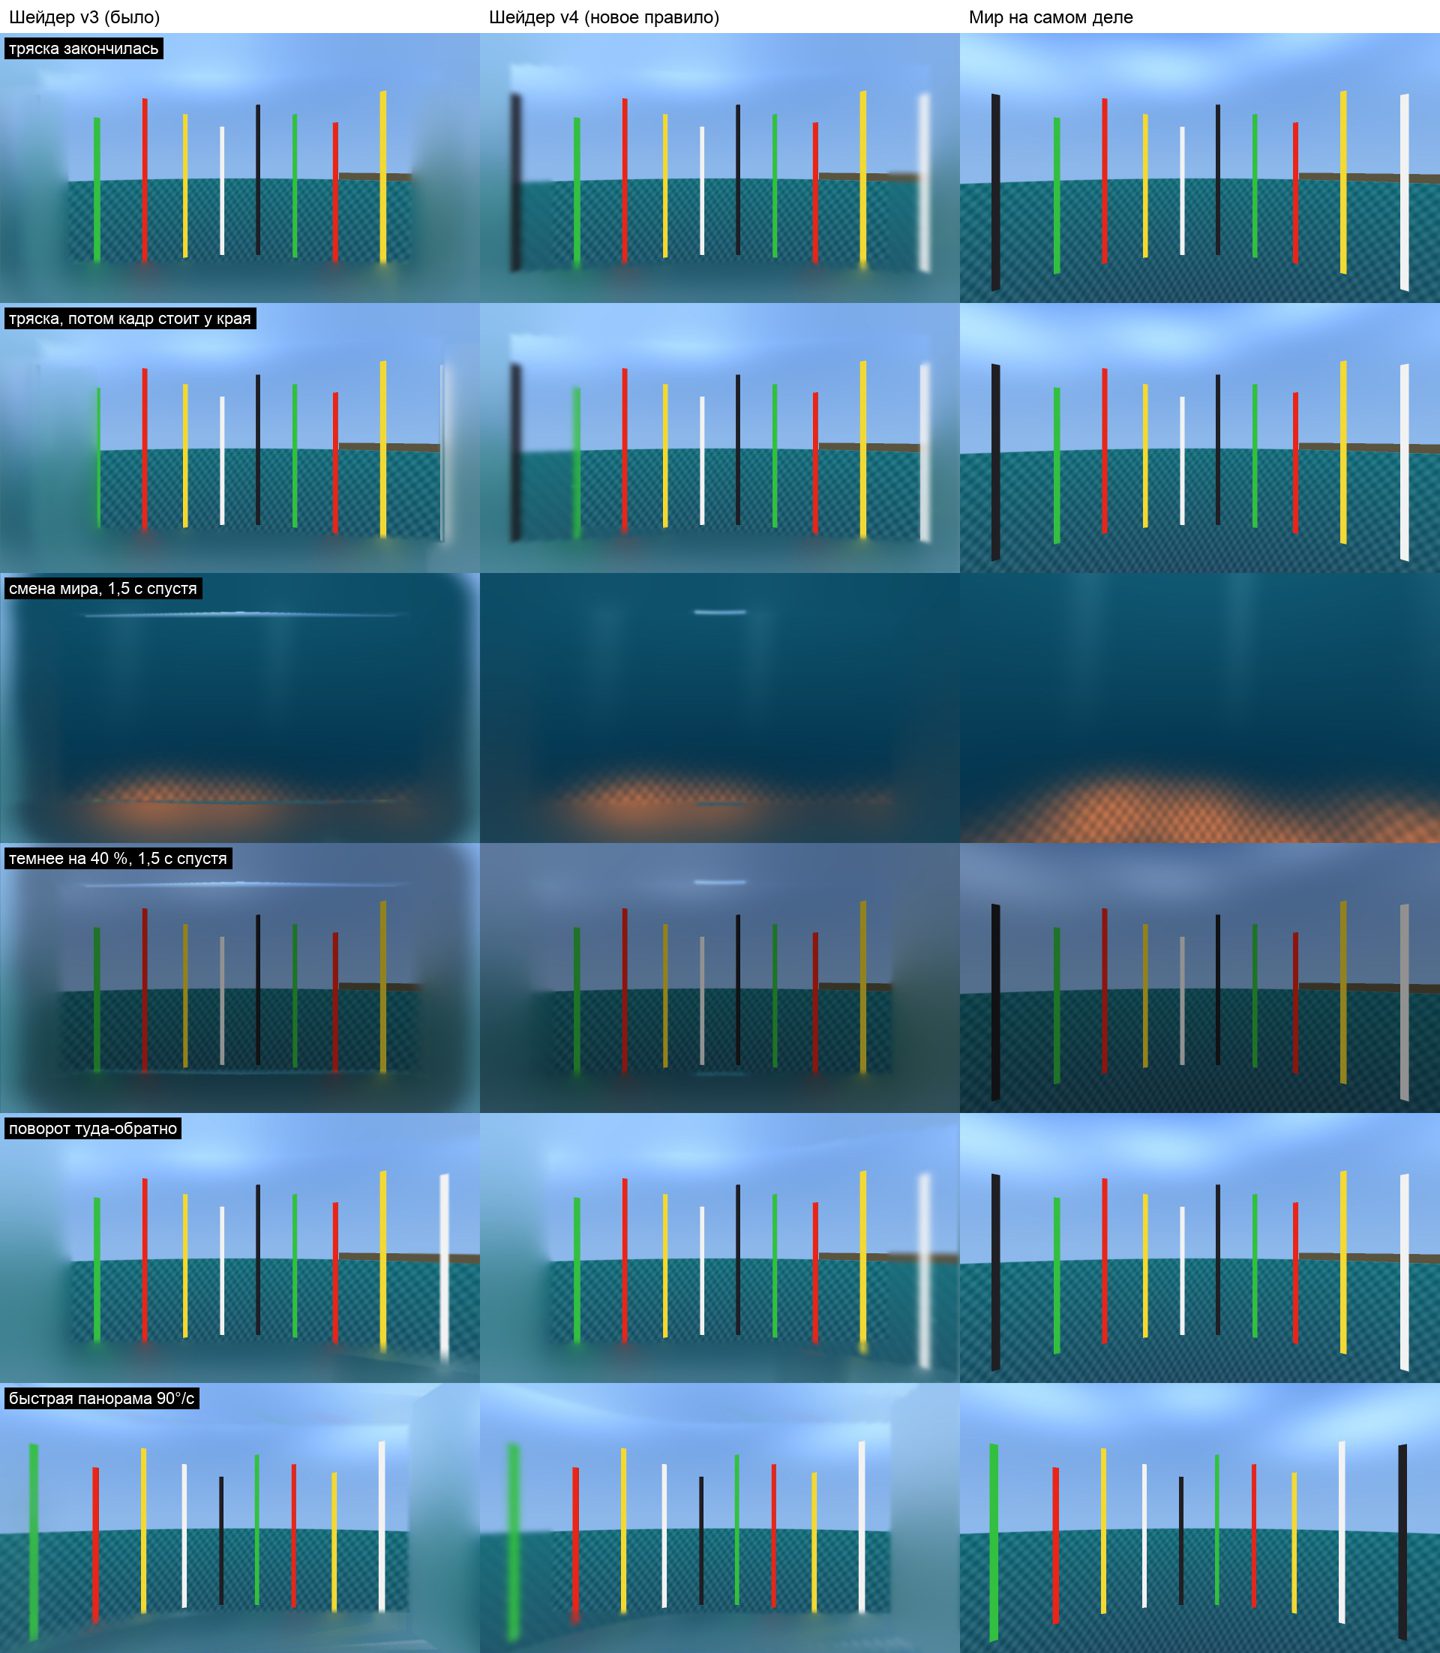 Шейдер v3 (было)
Шейдер v4 (новое правило)
Мир на самом деле
тряска закончилась
тряска, потом кадр стоит у края
смена мира, 1,5 с спустя
темнее на 40 %, 1,5 с спустя
поворот туда-обратно
быстрая панорама 90°/с